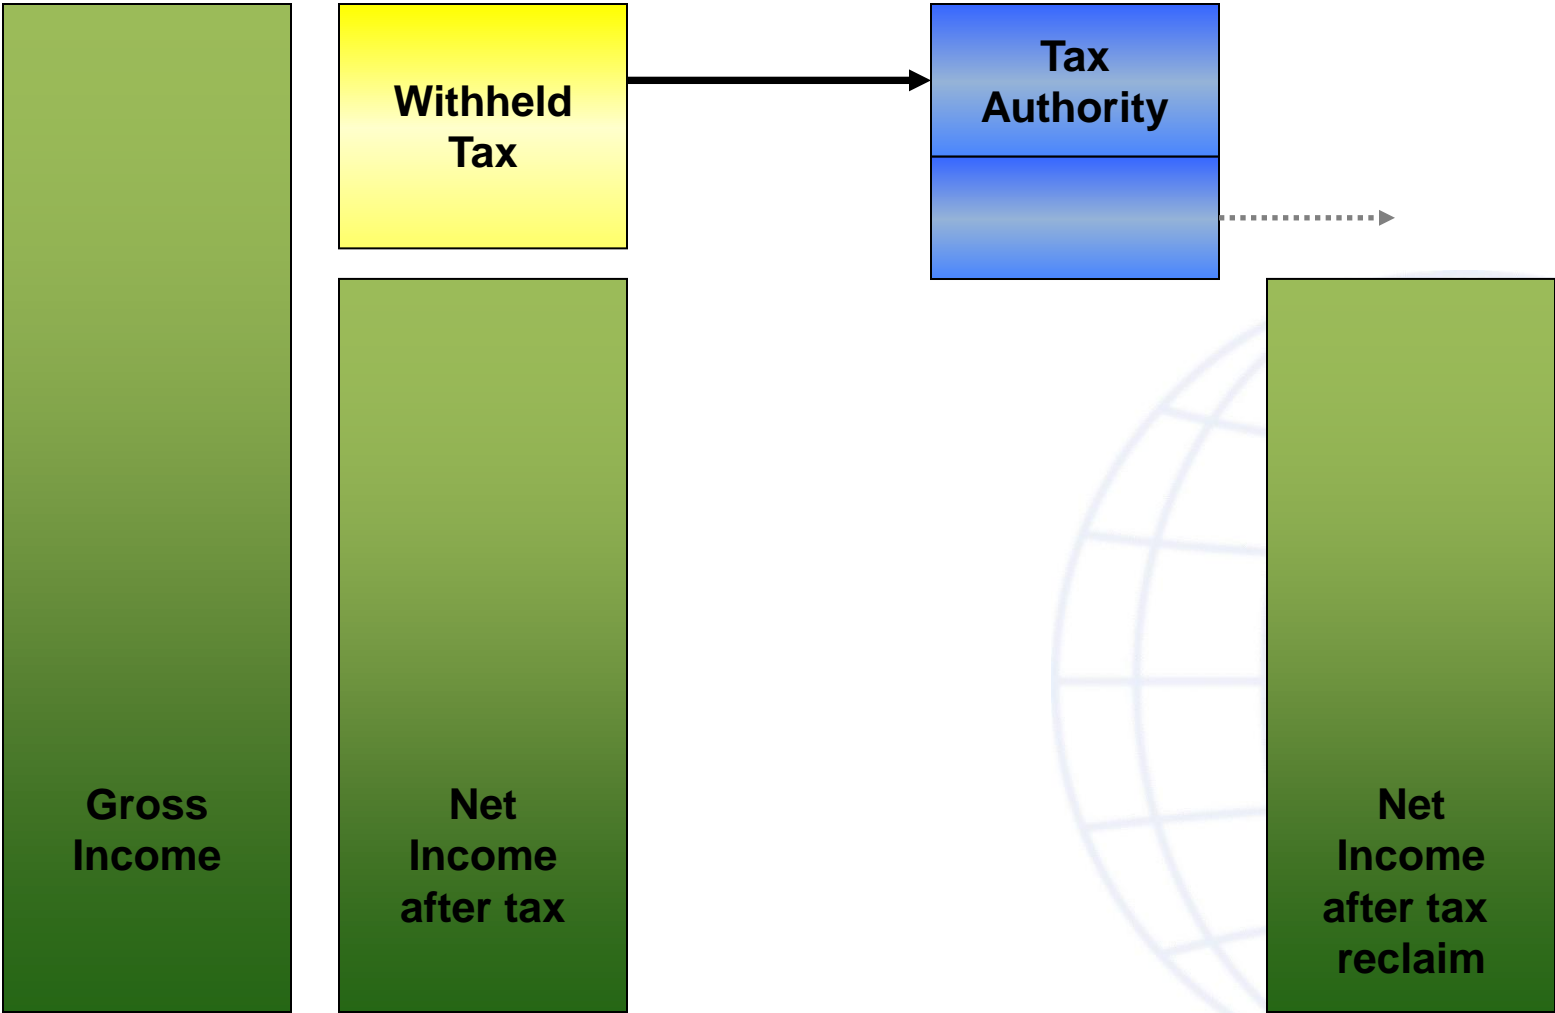 Withheld
Tax
Tax
Authority
Gross
Income
Net
Income
after tax
Net
Income
after tax
reclaim